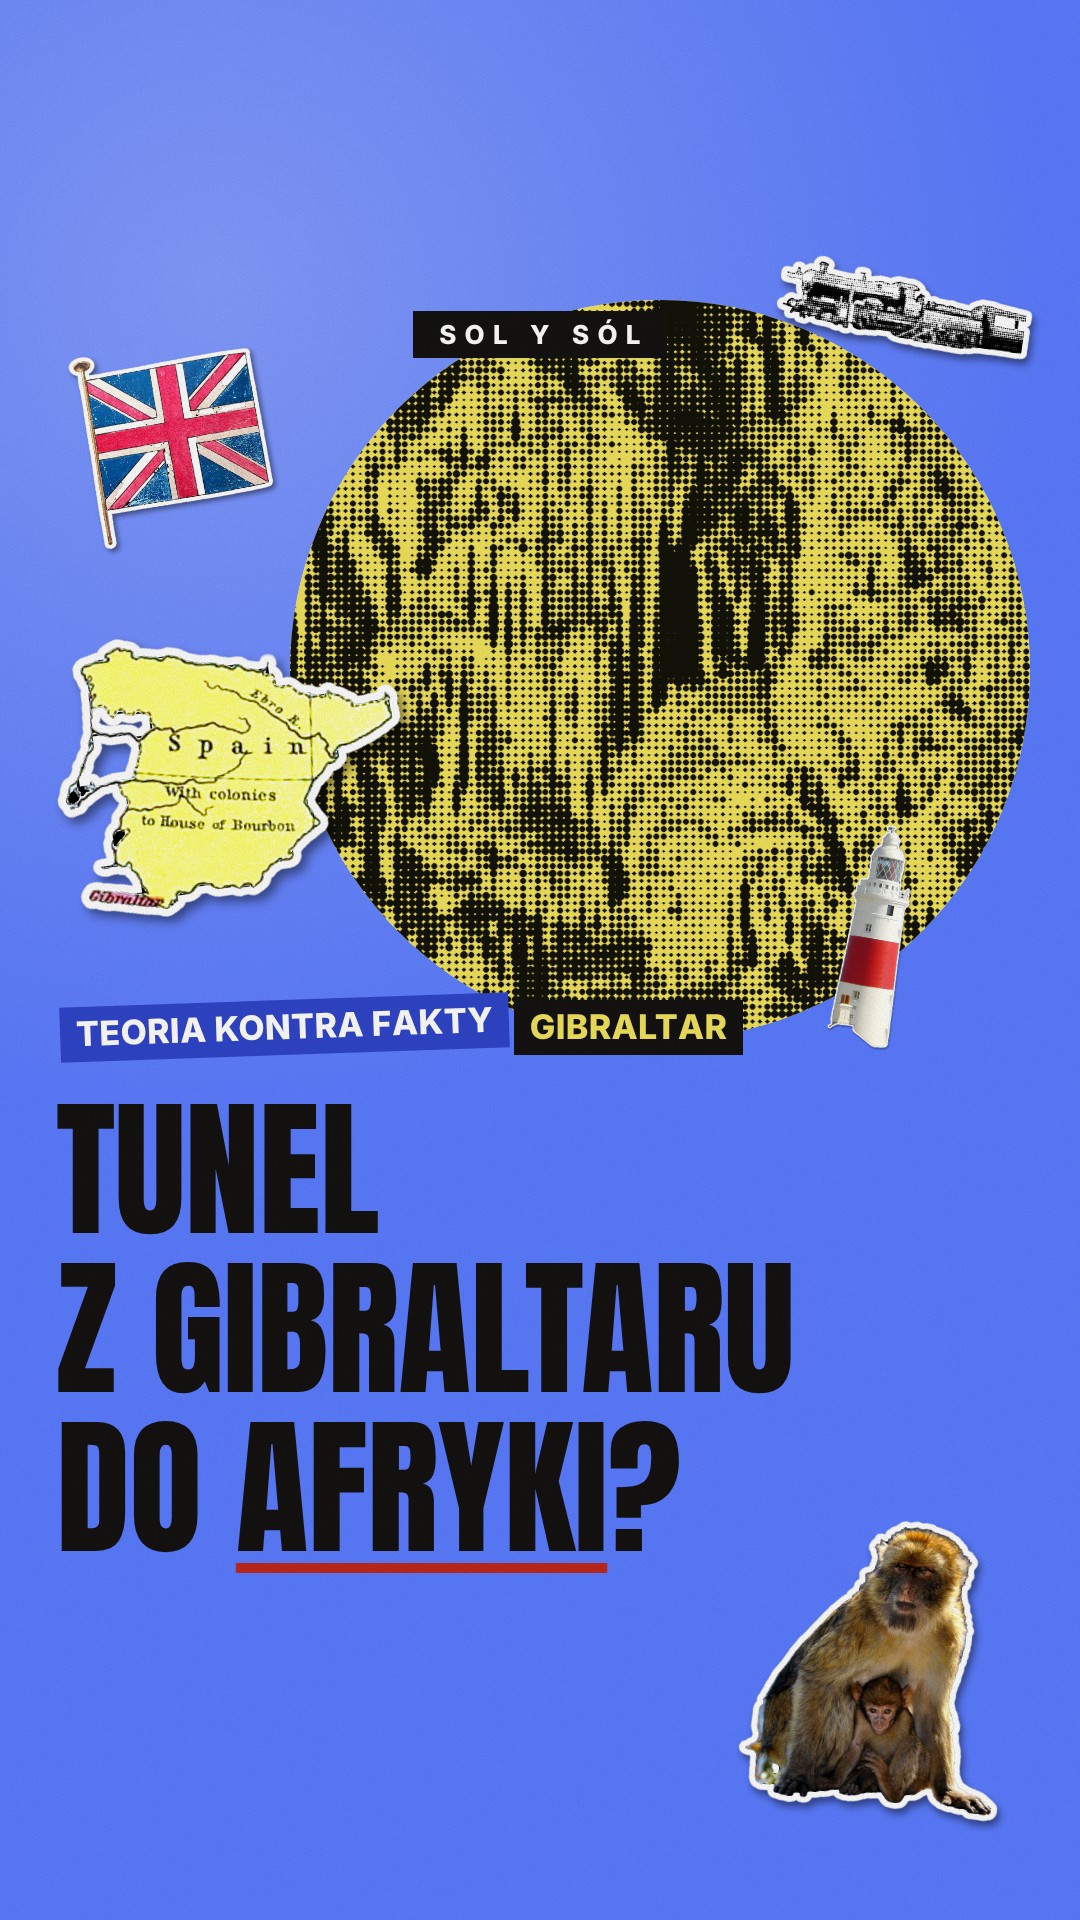 SOL Y SÓL
Ebro R.
Spain
With colonies
to House of Bourbon
Gibraltar
TEORIA KONTRA FAKTY
GIBRALTAR
TUNEL
Z GIBRALTARU
DO AFRYKI?